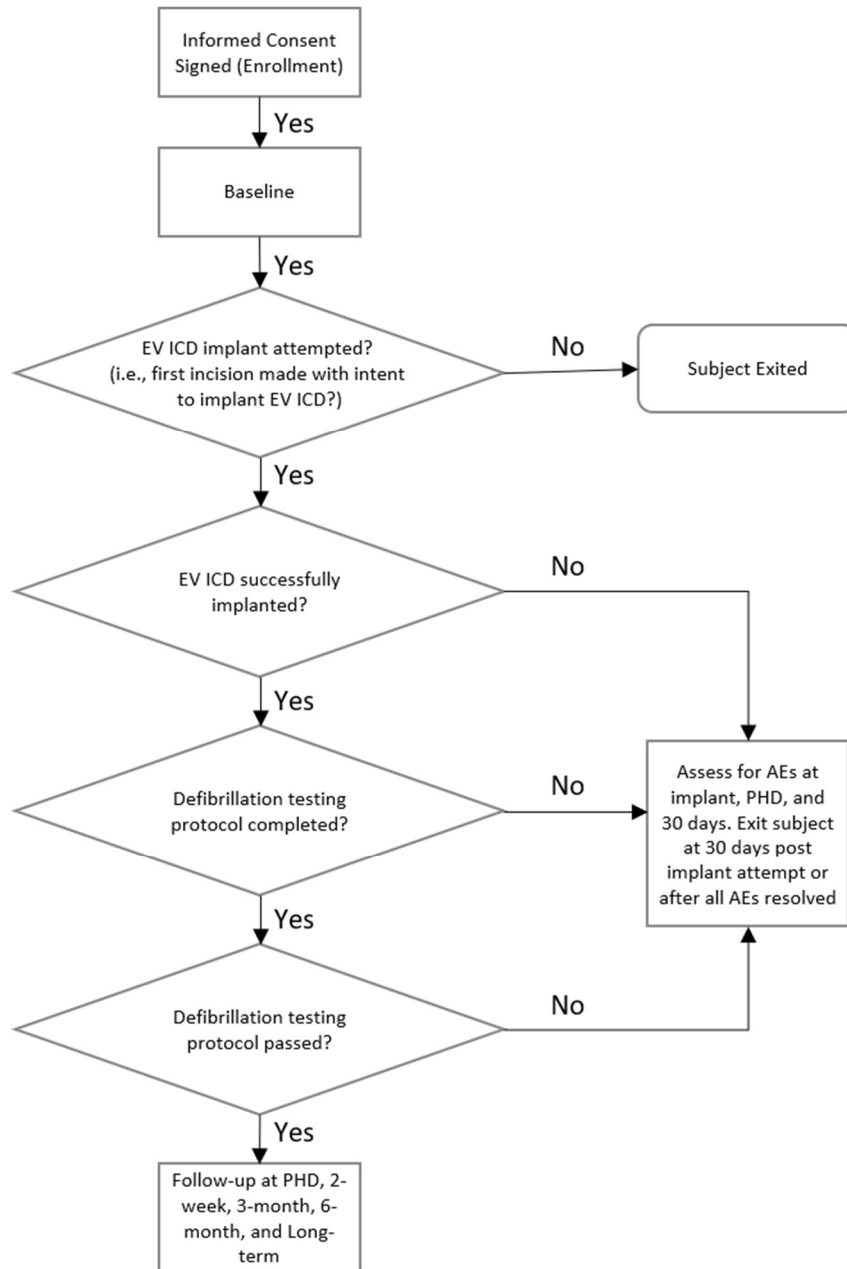 Informed Consent
Signed (Enrollment)
Yes
Baseline
Yes
EV ICD implant attempted?
(i.e., first incision made with intent
to implant EV ICD?)
No
Subject Exited
Yes
EV ICD successfully
implanted?
No
Yes
Defibrillation testing
protocol completed?
No
Assess for AEs at
implant, PHD, and
30 days. Exit subject
at 30 days post
implant attempt or
after all AEs resolved
Yes
Defibrillation testing
protocol passed?
No
Yes
Follow-up at PHD, 2-
week, 3-month, 6-
month, and Long-
term